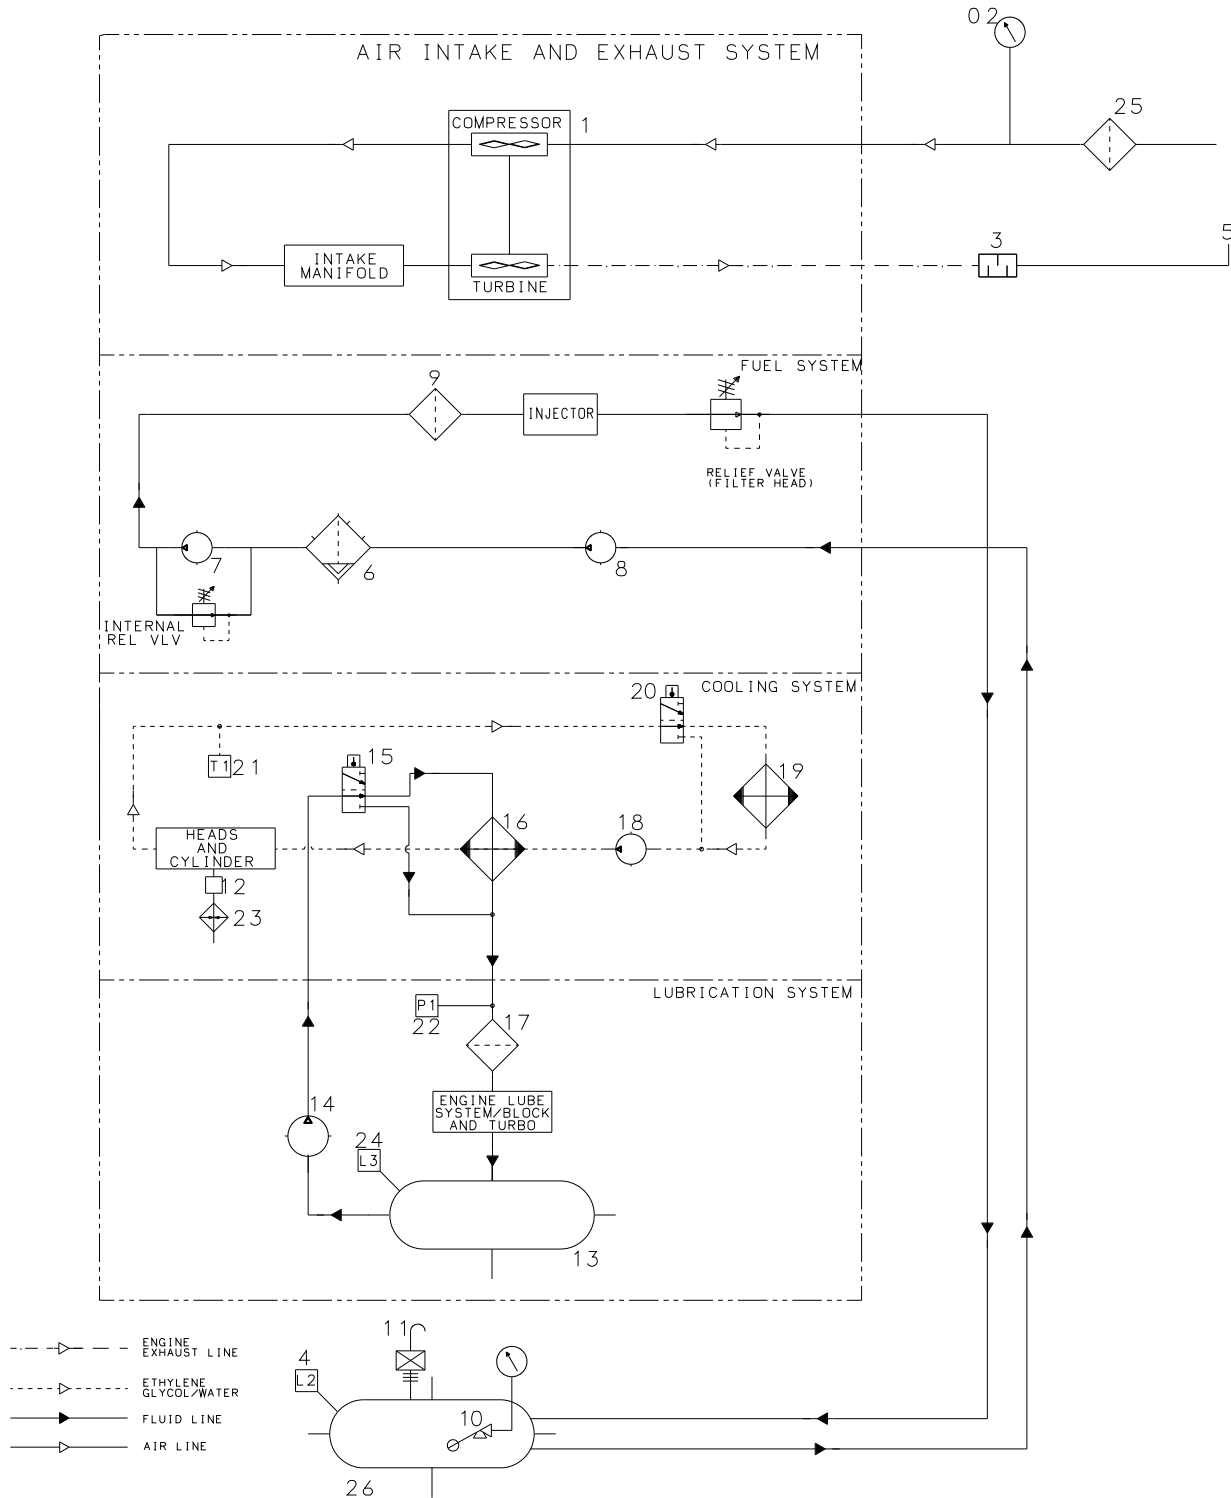 02
AIR INTAKE AND EXHAUST SYSTEM
25
COMPRESSOR
1
5
3
INTAKE
MANIFOLD
TURBINE
FUEL SYSTEM
9
INJECTOR
RELIEF VALVE
(FILTER HEAD)
7
6
8
INTERNAL
REL VLV
COOLING SYSTEM
20
15
T1
21
19
16
18
HEADS
AND
CYLINDER
12
23
LUBRICATION SYSTEM
P1
22
17
ENGINE LUBE
SYSTEM/BLOCK
AND TURBO
14
24
L3
13
11
ENGINE
EXHAUST LINE
4
L2
ETHYLENE
GLYCOL/WATER
FLUID LINE
10
AIR LINE
26